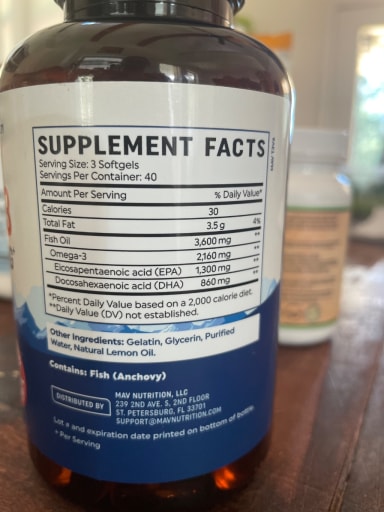 SUPPLEMENT FACTS
Serving Size: 3 Softgels
Servings Per Container: 40
Amount Per Serving % Daily Value*
Calories 30
Total Fat 3.5 g 4%
Fish Oil 3,600 mg **
Omega-3 2,160 mg **
Eicosapentaenoic acid (EPA) 1,300 mg **
Docosahexaenoic acid (DHA) 860 mg **
*Percent Daily Value based on a 2,000 calorie diet.
**Daily Value (DV) not established.
Other Ingredients: Gelatin, Glycerin, Purified
Water, Natural Lemon Oil.
Contains: Fish (Anchovy)
DISTRIBUTED BY
MAV NUTRITION, LLC
239 2ND AVE. S, 2ND FLOOR
ST. PETERSBURG, FL 33701
SUPPORT@MAVNUTRITION.COM
Lot # and expiration date printed on bottom of bottle.
^ Per Serving